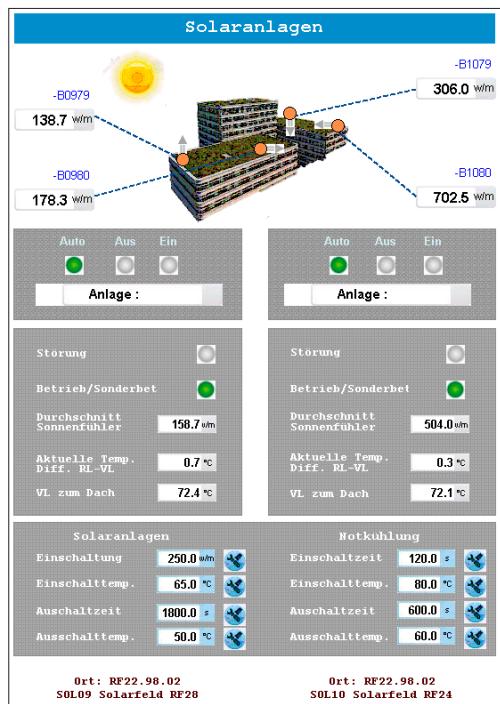 Solaranlagen
-B1079
306.0 w/m
-B0979
138.7 w/m
-B0980
178.3 w/m
-B1080
702.5 w/m
Auto Aus Ein
Anlage :
Auto Aus Ein
Anlage :
Störung
Betrieb/Sonderbet
Durchschnitt
Sonnenfühler 158.7 w/m
Aktuelle Temp.
Diff. RL-VL 0.7 °C
VL zum Dach 72.4 °C
Störung
Betrieb/Sonderbet
Durchschnitt
Sonnenfühler 504.0 w/m
Aktuelle Temp.
Diff. RL-VL 0.3 °C
VL zum Dach 72.1 °C
Solaranlagen
Einschaltung 250.0 w/m
Einschalttemp. 65.0 °C
Auschaltzeit 1800.0 s
Ausschalttemp. 50.0 °C
Notkühlung
Einschaltzeit 120.0 s
Einschalttemp. 80.0 °C
Auschaltzeit 600.0 s
Ausschalttemp. 60.0 °C
Ort: RF22.98.02
SOL09 Solarfeld RF28
Ort: RF22.98.02
SOL10 Solarfeld RF24